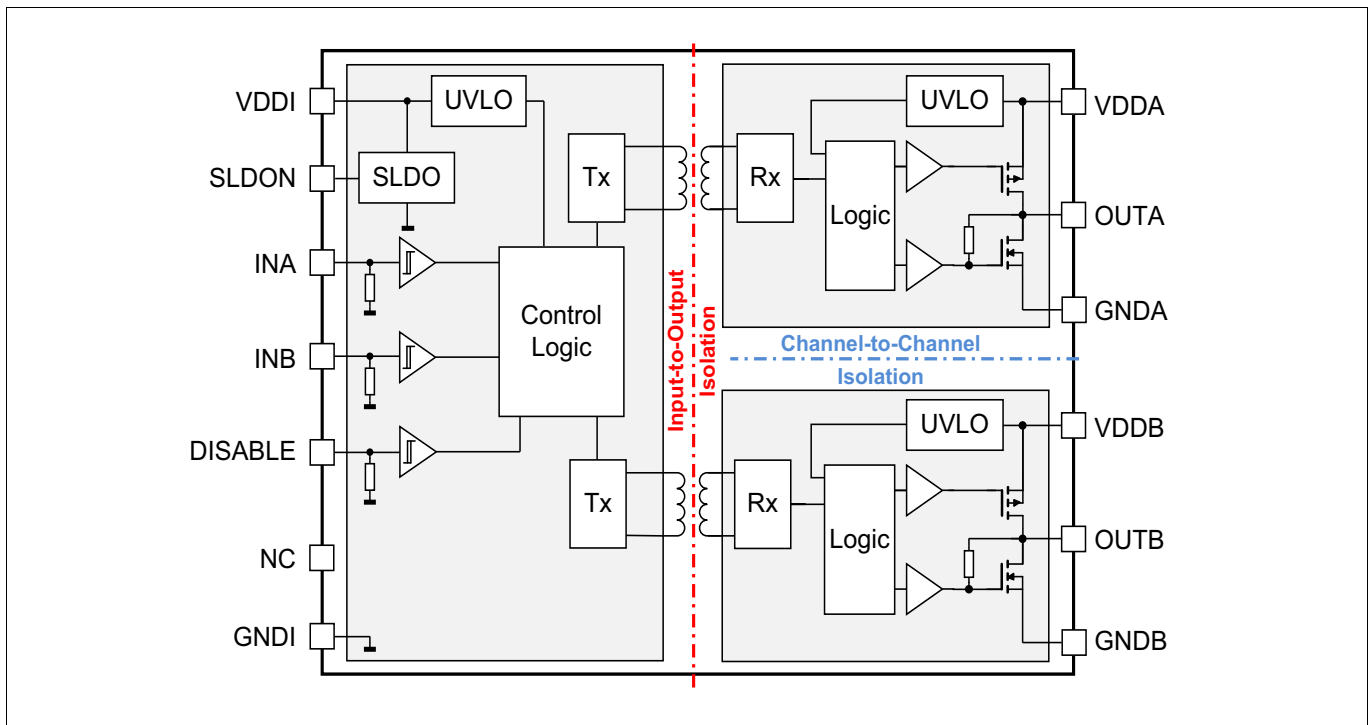 VDDI
SLDON
INA
INB
DISABLE
NC
GNDI
UVLO
SLDO
Control
Logic
Tx
Tx
Input-to-Output
Isolation
Rx
Logic
UVLO
VDDA
OUTA
GNDA
Channel-to-Channel
Isolation
Rx
Logic
UVLO
VDDB
OUTB
GNDB